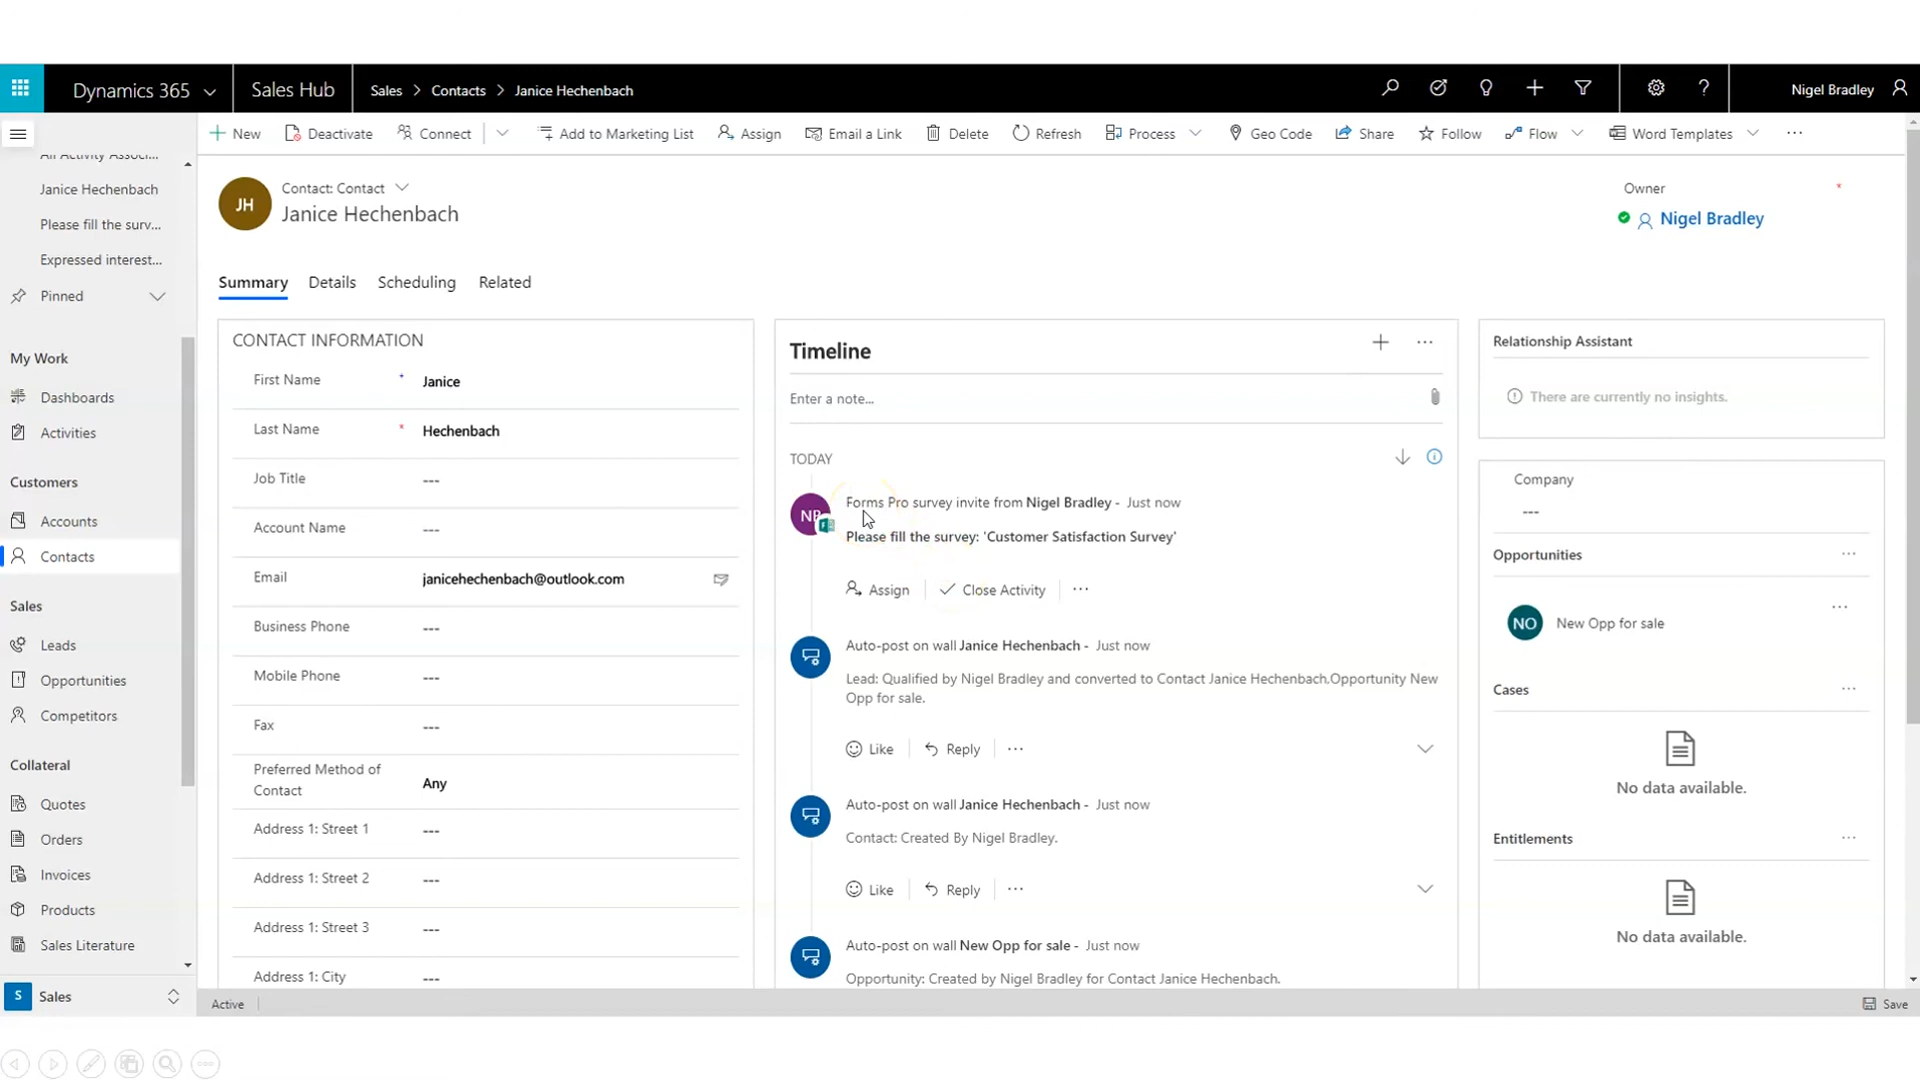 Dynamics 365
Sales Hub
Sales > Contacts > Janice Hechenbach
Nigel Bradley
New
Deactivate
Connect
Add to Marketing List
Assign
Email a Link
Delete
Refresh
Process
Geo Code
Share
Follow
Flow
Word Templates
All Activity Associ...
Janice Hechenbach
Please fill the surv...
Expressed interest...
Pinned
My Work
Dashboards
Activities
Customers
Accounts
Contacts
Sales
Leads
Opportunities
Competitors
Collateral
Quotes
Orders
Invoices
Products
Sales Literature
S Sales
JH
Contact: Contact
Janice Hechenbach
Owner *
Nigel Bradley
Summary
Details
Scheduling
Related
CONTACT INFORMATION
First Name * Janice
Last Name * Hechenbach
Job Title ---
Account Name ---
Email janicehechenbach@outlook.com
Business Phone ---
Mobile Phone ---
Fax ---
Preferred Method of
Contact
Any
Address 1: Street 1 ---
Address 1: Street 2 ---
Address 1: Street 3 ---
Address 1: City ---
Timeline
Enter a note...
TODAY
NB
Forms Pro survey invite from Nigel Bradley - Just now
Please fill the survey: 'Customer Satisfaction Survey'
Assign
Close Activity
Auto-post on wall Janice Hechenbach - Just now
Lead: Qualified by Nigel Bradley and converted to Contact Janice Hechenbach.Opportunity New
Opp for sale.
Like
Reply
Auto-post on wall Janice Hechenbach - Just now
Contact: Created By Nigel Bradley.
Like
Reply
Auto-post on wall New Opp for sale - Just now
Opportunity: Created by Nigel Bradley for Contact Janice Hechenbach.
Relationship Assistant
There are currently no insights.
Company
---
Opportunities
NO New Opp for sale
Cases
No data available.
Entitlements
No data available.
Active
Save